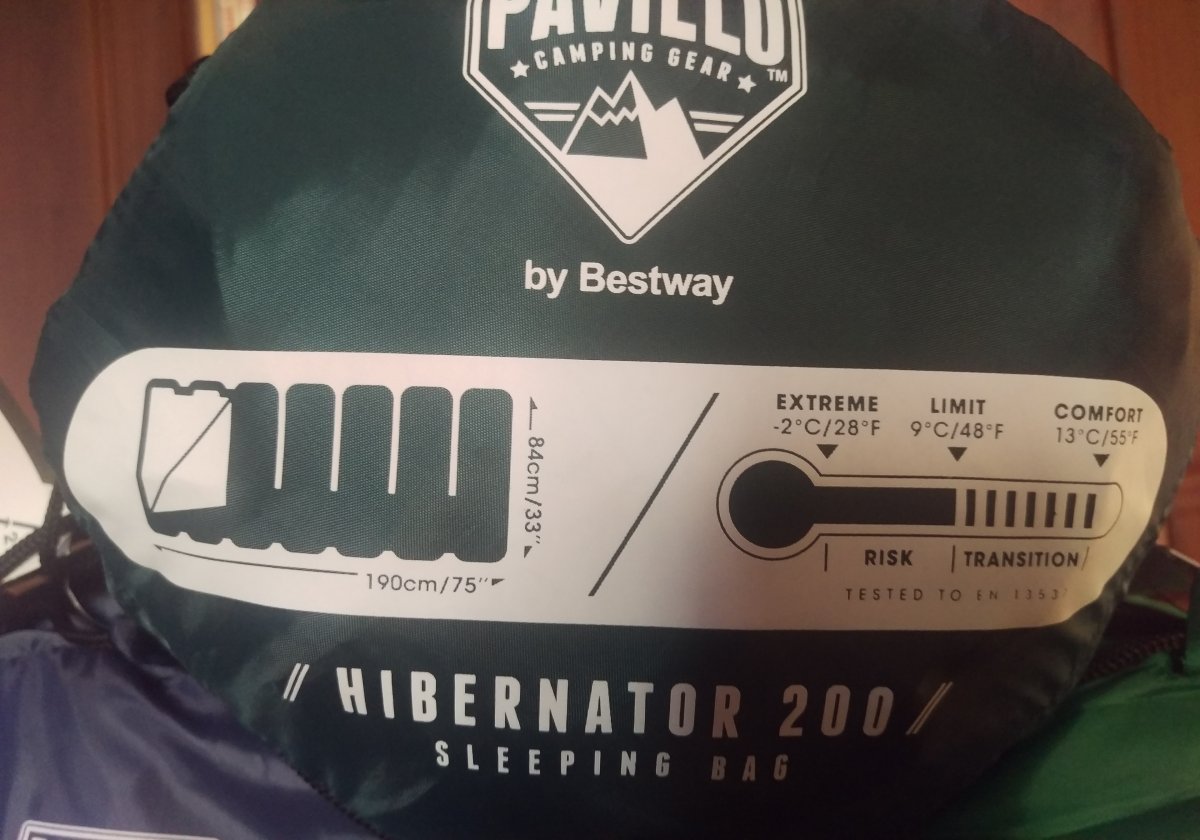 PAVILLO
CAMPING GEAR
TM
by Bestway
84cm/33"
190cm/75"
EXTREME LIMIT COMFORT
-2°C/28°F 9°C/48°F 13°C/55°F
RISK TRANSITION
TESTED TO EN 13537
// HIBERNATOR 200 //
SLEEPING BAG